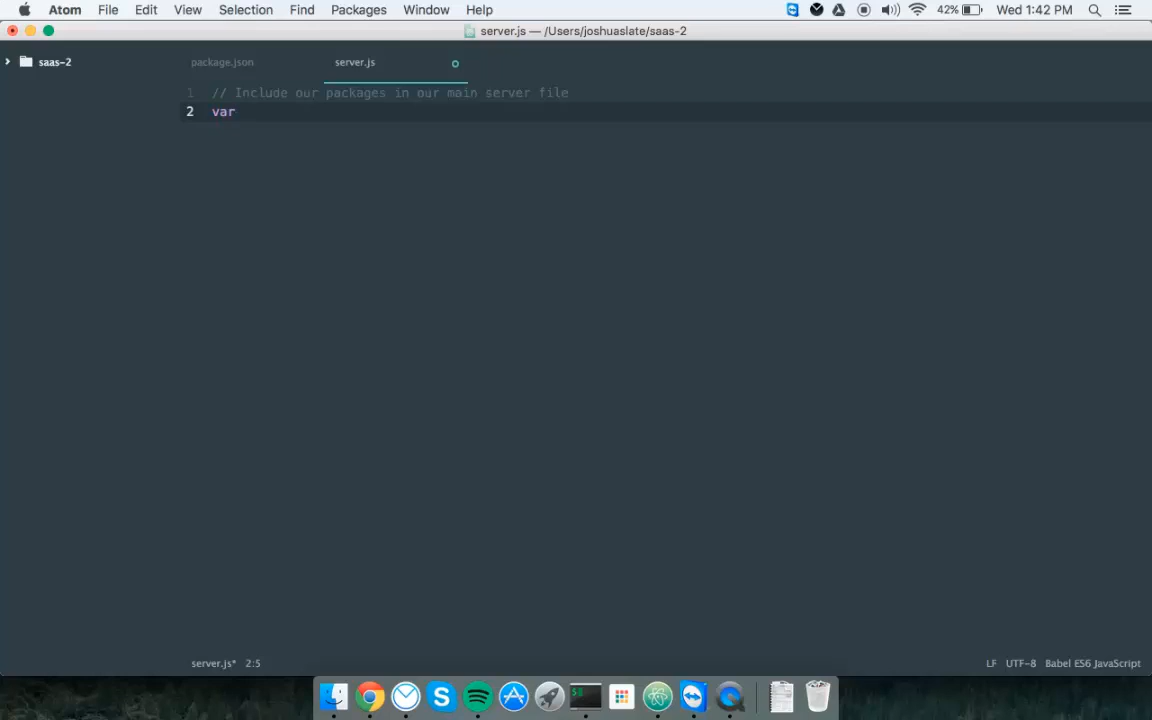 Atom File Edit View Selection Find Packages Window Help 42% Wed 1:42 PM
server.js — /Users/joshuaslate/saas-2
saas-2 package.json server.js
1 // Include our packages in our main server file
2 var
server.js* 2:5 LF UTF-8 Babel ES6 JavaScript